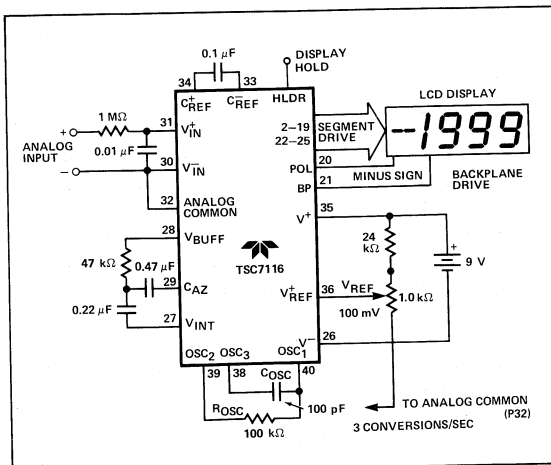 0.1 µF
34 33
DISPLAY
HOLD
C+REF C−REF HLDR
LCD DISPLAY
−1999
1 MΩ
31 V+IN
2–19 SEGMENT
22–25 DRIVE
+
ANALOG
INPUT
−
0.01 µF
30 V−IN
POL 20
MINUS SIGN
BP 21
BACKPLANE
DRIVE
32 ANALOG
COMMON
V+ 35
28 VBUFF
24
kΩ
+
9 V
47 kΩ
0.47 µF
29 CAZ
TSC7116
V+REF 36 VREF
100 mV
1.0 kΩ
0.22 µF
27 VINT
V− 26
OSC2 OSC3 OSC1
39 38 40
COSC
100 pF
ROSC
100 kΩ
TO ANALOG COMMON
(P32)
3 CONVERSIONS/SEC